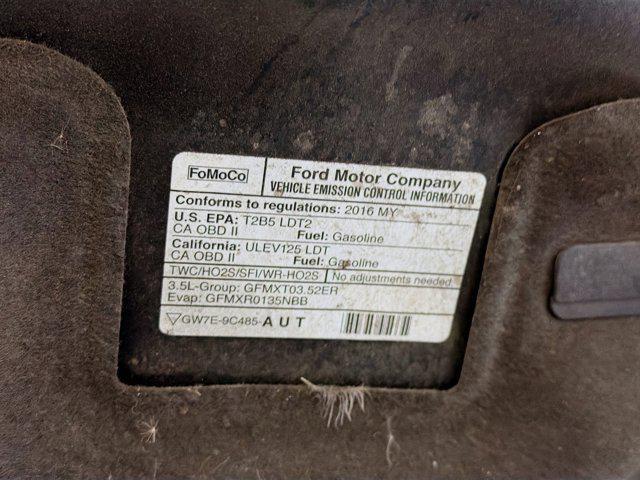 FoMoCo
Ford Motor Company
VEHICLE EMISSION CONTROL INFORMATION
Conforms to regulations: 2016 MY
U.S. EPA: T2B5 LDT2
CA OBD II Fuel: Gasoline
California: ULEV125 LDT
CA OBD II Fuel: Gasoline
TWC/HO2S/SFI/WR-HO2S No adjustments needed
3.5L-Group: GFMXT03.52ER
Evap: GFMXR0135NBB
GW7E-9C485-A U T